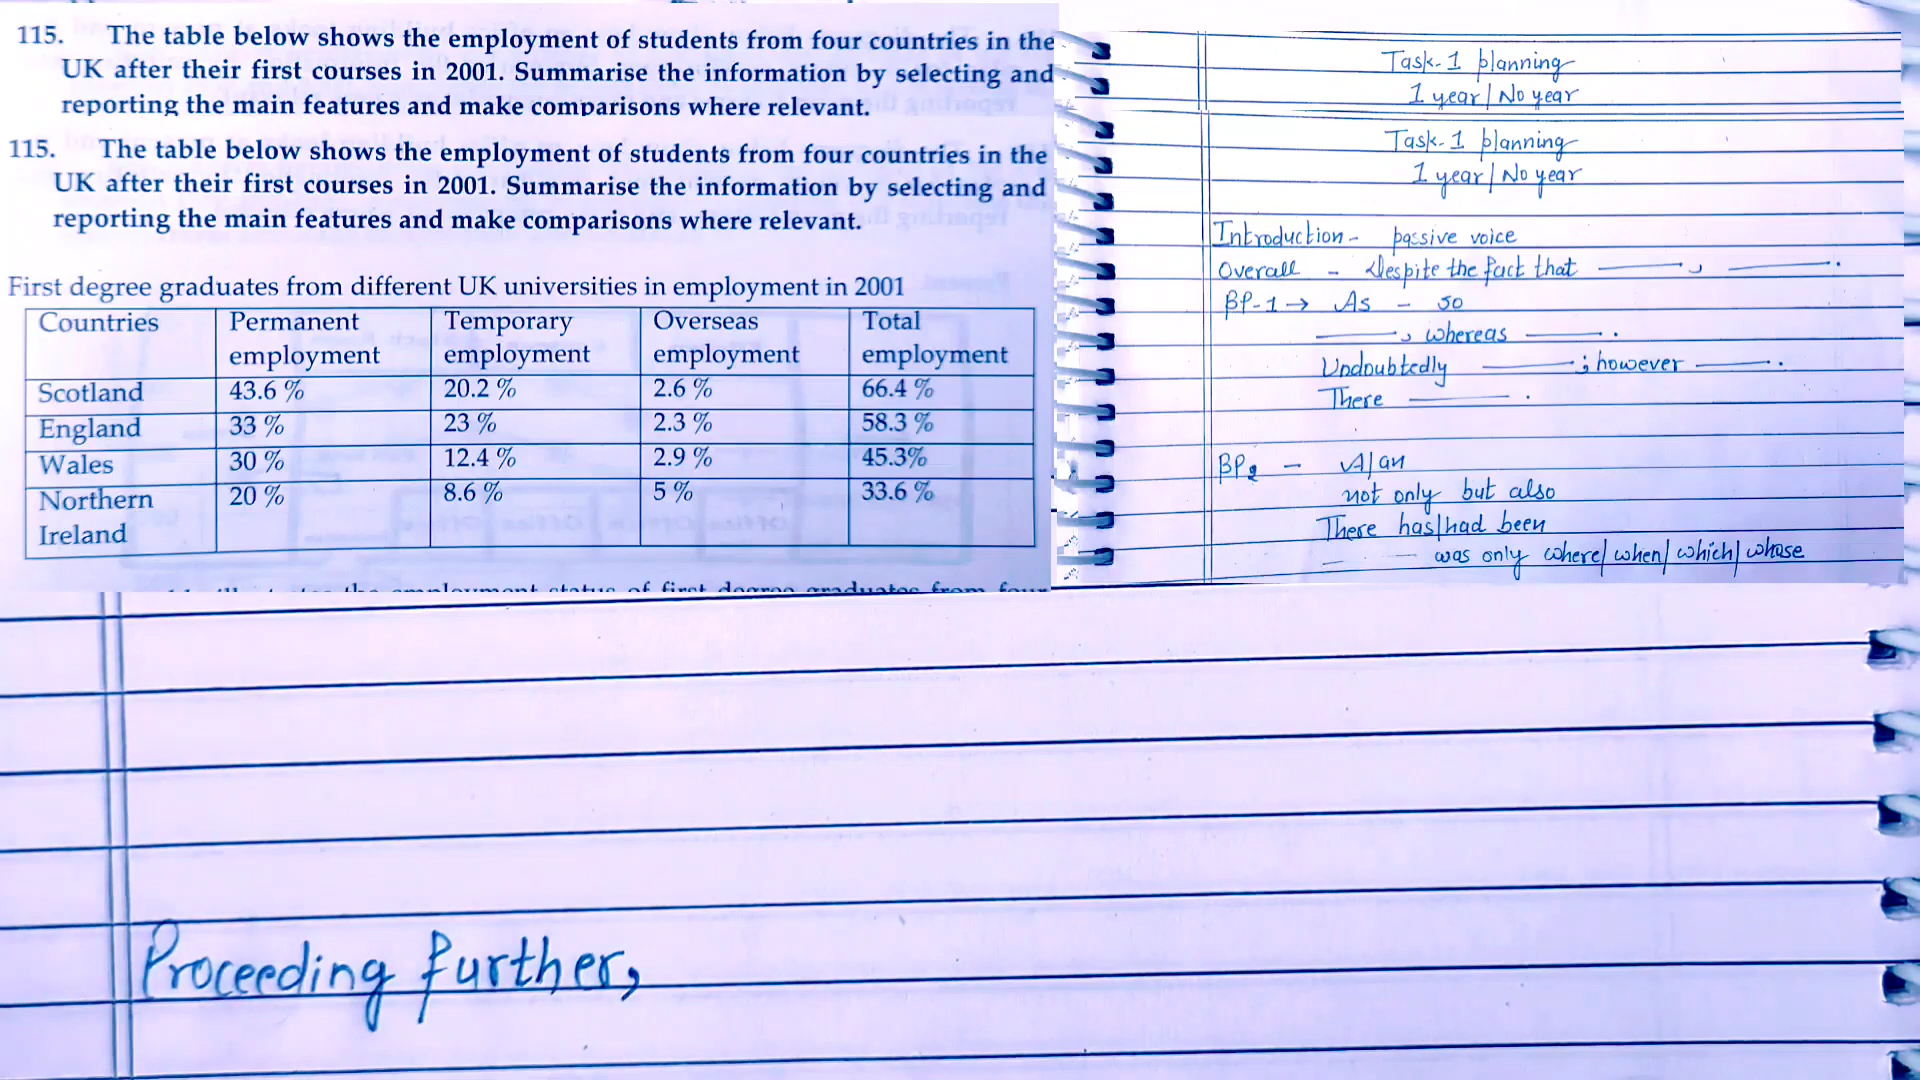 115. The table below shows the employment of students from four countries in the
UK after their first courses in 2001. Summarise the information by selecting and
reporting the main features and make comparisons where relevant.
115. The table below shows the employment of students from four countries in the
UK after their first courses in 2001. Summarise the information by selecting and
reporting the main features and make comparisons where relevant.
First degree graduates from different UK universities in employment in 2001
Countries Permanent employment Temporary employment Overseas employment Total employment
Scotland 43.6 % 20.2 % 2.6 % 66.4 %
England 33 % 23 % 2.3 % 58.3 %
Wales 30 % 12.4 % 2.9 % 45.3%
Northern Ireland 20 % 8.6 % 5 % 33.6 %
Task-1 planning
1 year / No year
Task-1 planning
1 year / No year
Introduction - passive voice
Overall - Despite the fact that ——, ——.
BP-1 → As - so
——, whereas ——.
Undoubtedly ——; however ——.
There ——.
BP2 - A/an
not only but also
There has/had been
—— was only where/ when/ which/ whose
Proceeding further,